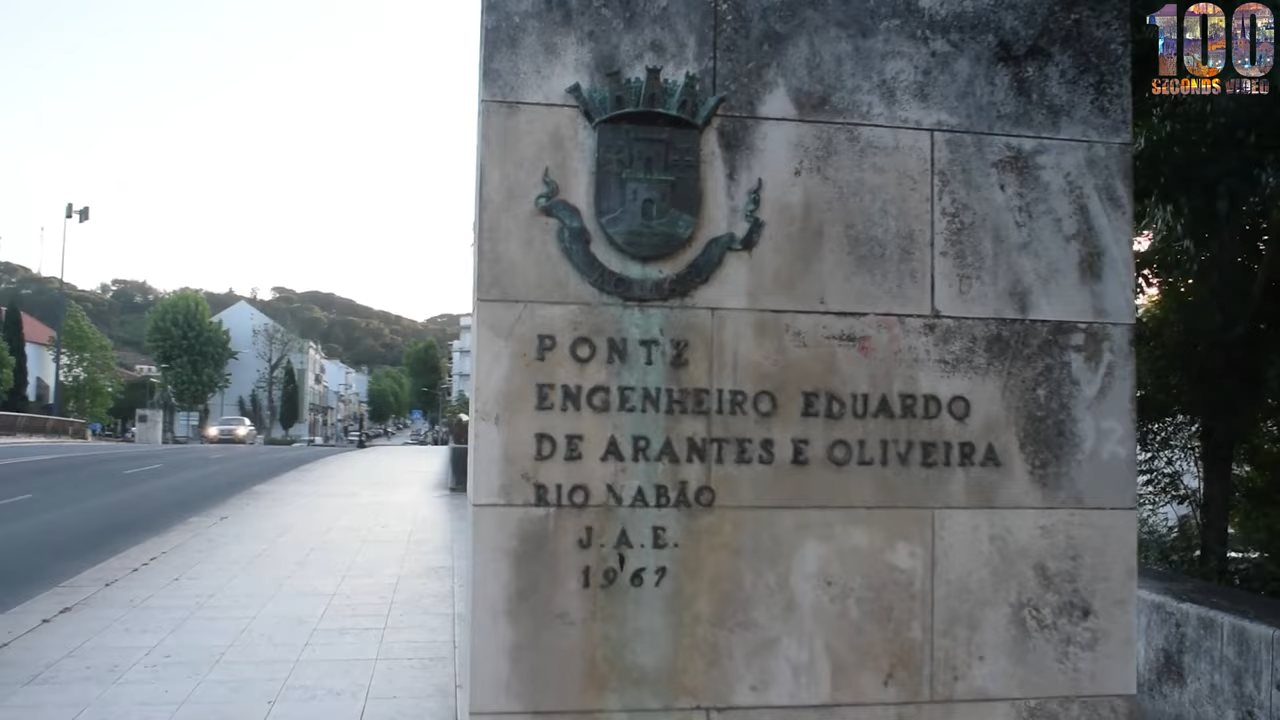 100
SECONDS VIDEO
PONTE
ENGENHEIRO EDUARDO
DE ARANTES E OLIVEIRA
RIO NABÃO
J.A.E.
1967